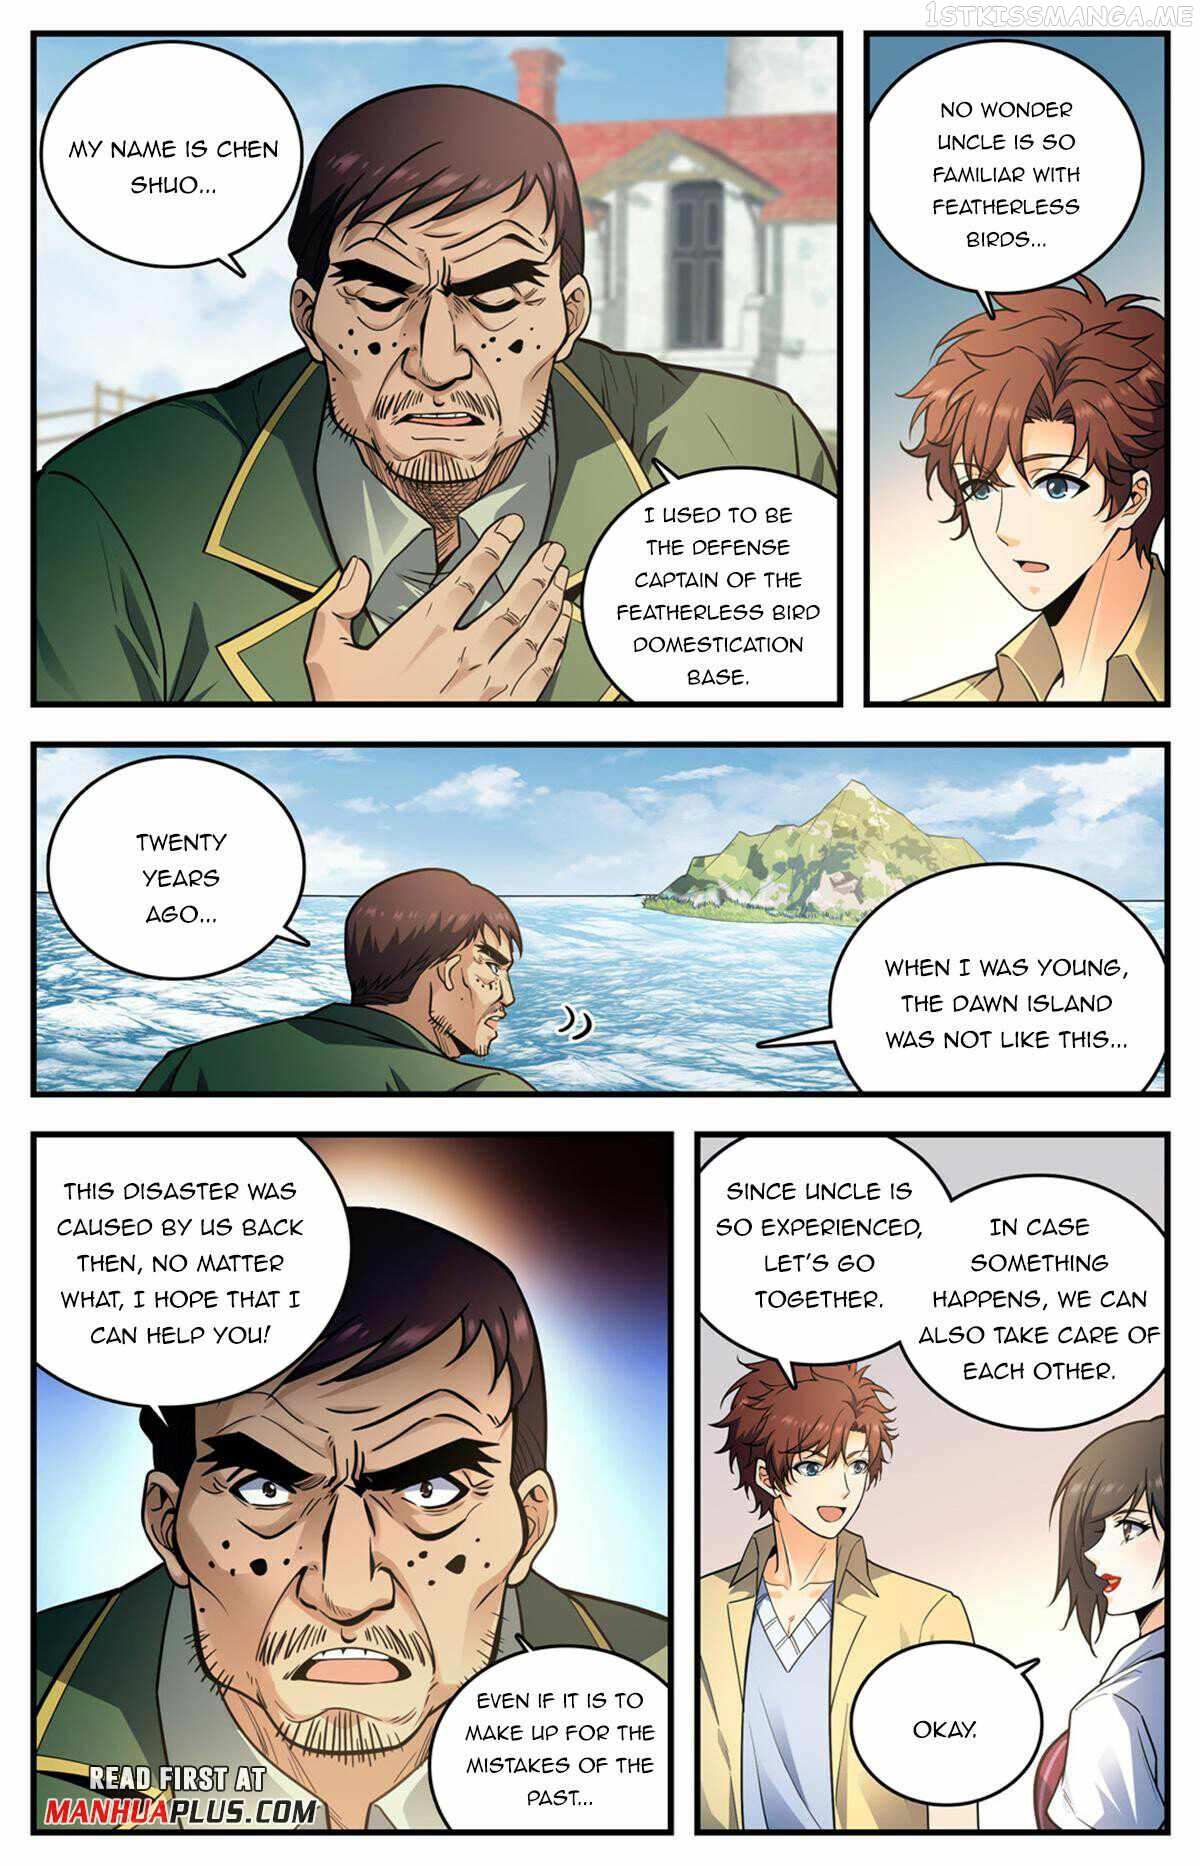 1STKISSMANGA.ME
MY NAME IS CHEN
SHUO...
I USED TO BE
THE DEFENSE
CAPTAIN OF THE
FEATHERLESS BIRD
DOMESTICATION
BASE.
NO WONDER
UNCLE IS SO
FAMILIAR WITH
FEATHERLESS
BIRDS...
TWENTY
YEARS
AGO...
WHEN I WAS YOUNG,
THE DAWN ISLAND
WAS NOT LIKE THIS...
THIS DISASTER WAS
CAUSED BY US BACK
THEN, NO MATTER
WHAT, I HOPE THAT I
CAN HELP YOU!
EVEN IF IT IS TO
MAKE UP FOR THE
MISTAKES OF THE
PAST...
SINCE UNCLE IS
SO EXPERIENCED,
LET'S GO
TOGETHER.
IN CASE
SOMETHING
HAPPENS, WE CAN
ALSO TAKE CARE OF
EACH OTHER.
OKAY.
READ FIRST AT
MANHUAPLUS.COM